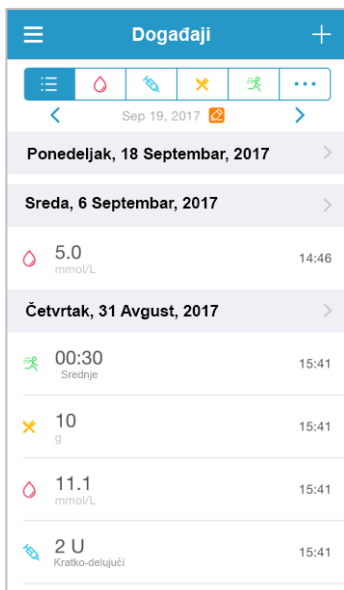 Događaji
Sep 19, 2017
Ponedeljak, 18 Septembar, 2017
Sreda, 6 Septembar, 2017
5.0
mmol/L
14:46
Četvrtak, 31 Avgust, 2017
00:30
Srednje
15:41
10
g
15:41
11.1
mmol/L
15:41
2 U
Kratko-delujući
15:41